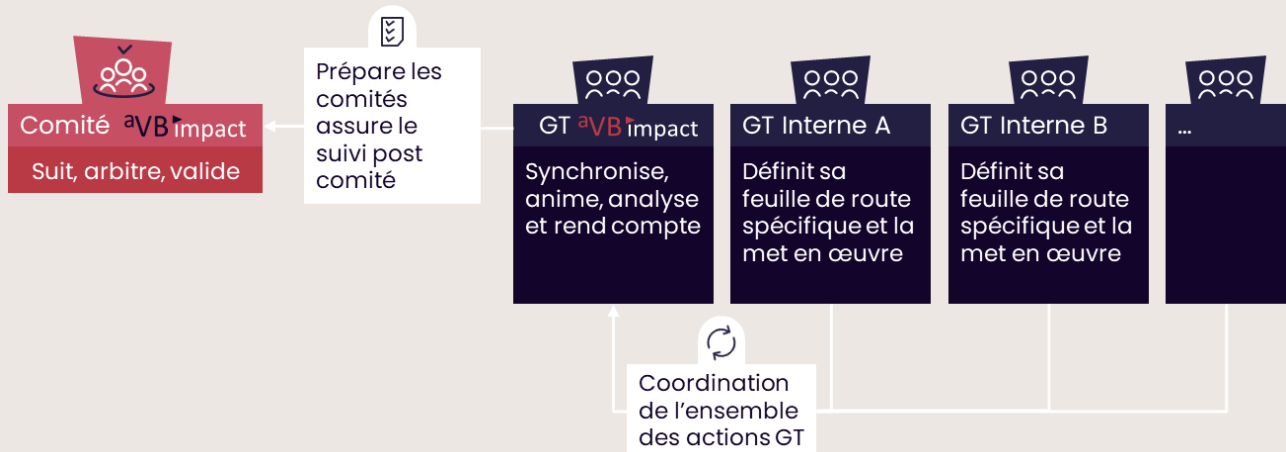 Comité aVB impact
Suit, arbitre, valide
Prépare les
comités
assure le
suivi post
comité
GT aVB impact
Synchronise,
anime, analyse
et rend compte
GT Interne A
Définit sa
feuille de route
spécifique et la
met en œuvre
GT Interne B
Définit sa
feuille de route
spécifique et la
met en œuvre
...
Coordination
de l’ensemble
des actions GT